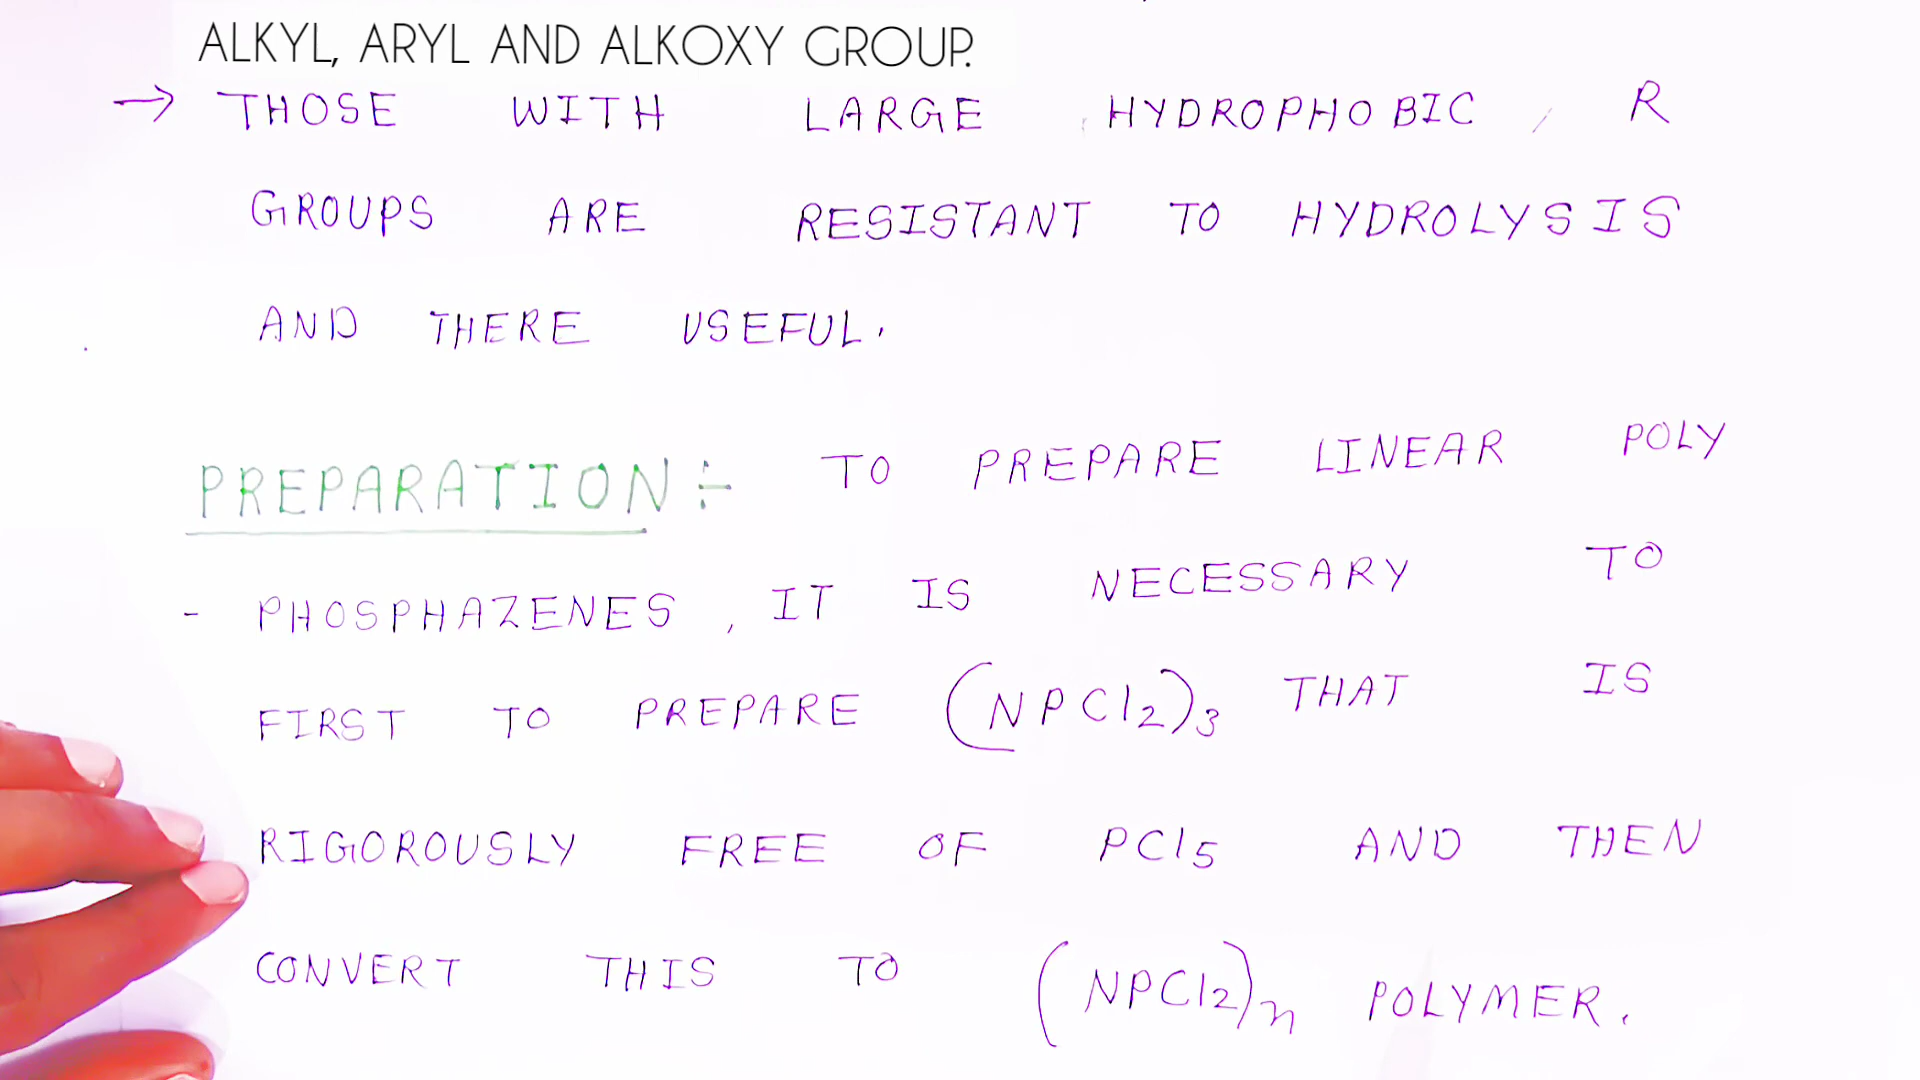 ALKYL, ARYL AND ALKOXY GROUP.
→ THOSE WITH LARGE HYDROPHOBIC, R
GROUPS ARE RESISTANT TO HYDROLYSIS
AND THERE USEFUL.
PREPARATION :- TO PREPARE LINEAR POLY
- PHOSPHAZENES, IT IS NECESSARY TO
FIRST TO PREPARE (NPCl2)3 THAT IS
RIGOROUSLY FREE OF PCl5 AND THEN
CONVERT THIS TO (NPCl2)n POLYMER.